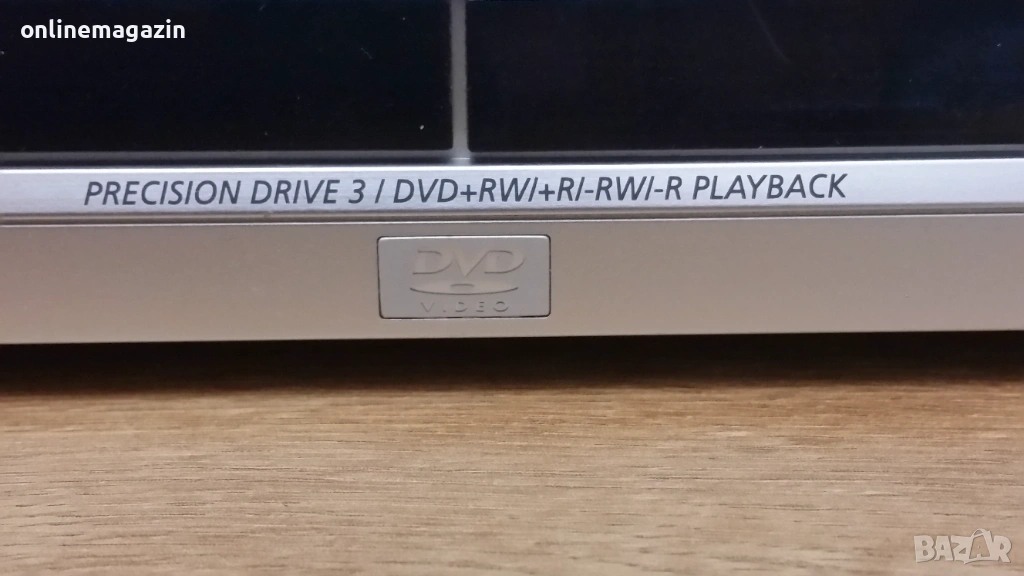 onlinemagazin
PRECISION DRIVE 3 / DVD+RW/+R/-RW/-R PLAYBACK
DVD
VIDEO
BAZAR